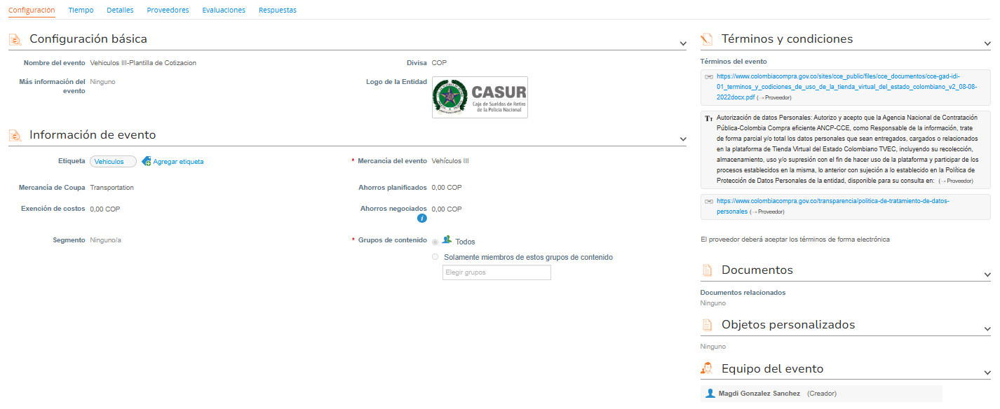 Configuración Tiempo Detalles Proveedores Evaluaciones Respuestas
Configuración básica
Nombre del evento Vehiculos III-Plantilla de Cotizacion
Divisa COP
Más información del evento Ninguno
Logo de la Entidad
CASUR
Caja de Sueldos de Retiro
de la Policía Nacional
Información de evento
Etiqueta Vehiculos Agregar etiqueta
* Mercancía del evento Vehículos III
Mercancía de Coupa Transportation
Ahorros planificados 0,00 COP
Exención de costos 0,00 COP
Ahorros negociados 0,00 COP
i
Segmento Ninguno/a
* Grupos de contenido Todos
Solamente miembros de estos grupos de contenido
Elegir grupos
Términos y condiciones
Términos del evento
https://www.colombiacompra.gov.co/sites/cce_public/files/cce_documentos/cce-gad-idi-
01_terminos_y_codiciones_de_uso_de_la_tienda_virtual_del_estado_colombiano_v2_08-08-
2022docx.pdf (→ Proveedor)
TT Autorización de datos Personales: Autorizo y acepto que la Agencia Nacional de Contratación
Pública-Colombia Compra eficiente ANCP-CCE, como Responsable de la información, trate
de forma parcial y/o total los datos personales que sean entregados, cargados o relacionados
en la plataforma de Tienda Virtual del Estado Colombiano TVEC, incluyendo su recolección,
almacenamiento, uso y/o supresión con el fin de hacer uso de la plataforma y participar de los
procesos establecidos en la misma, lo anterior con sujeción a lo establecido en la Política de
Protección de Datos Personales de la entidad, disponible para su consulta en: (→ Proveedor)
https://www.colombiacompra.gov.co/transparencia/politica-de-tratamiento-de-datos-
personales (→ Proveedor)
El proveedor deberá aceptar los términos de forma electrónica
Documentos
Documentos relacionados
Ninguno
Objetos personalizados
Ninguno
Equipo del evento
Magdi Gonzalez Sanchez (Creador)